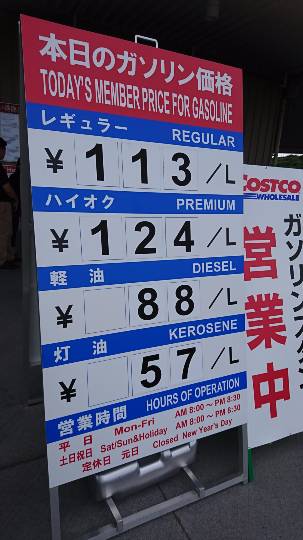 本日のガソリン価格
TODAY'S MEMBER PRICE FOR GASOLINE
レギュラー REGULAR
¥ 113 /L
ハイオク PREMIUM
¥ 124 /L
軽 油 DIESEL
¥ 88 /L
灯 油 KEROSENE
¥ 57 /L
営業時間 HOURS OF OPERATION
平 日 Mon-Fri AM 8:00 ～ PM 8:30
土日祝日 Sat/Sun&Holiday AM 8:00 ～ PM 8:30
定休日 元日 Closed New Year's Day
COSTCO
WHOLESALE
営業中